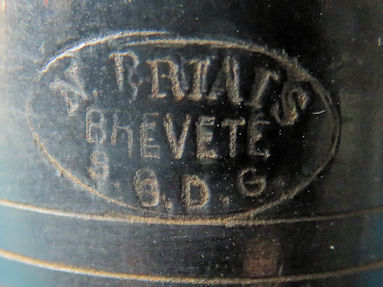 N. BRIAIS
BREVETÉ
S. G. D. G.